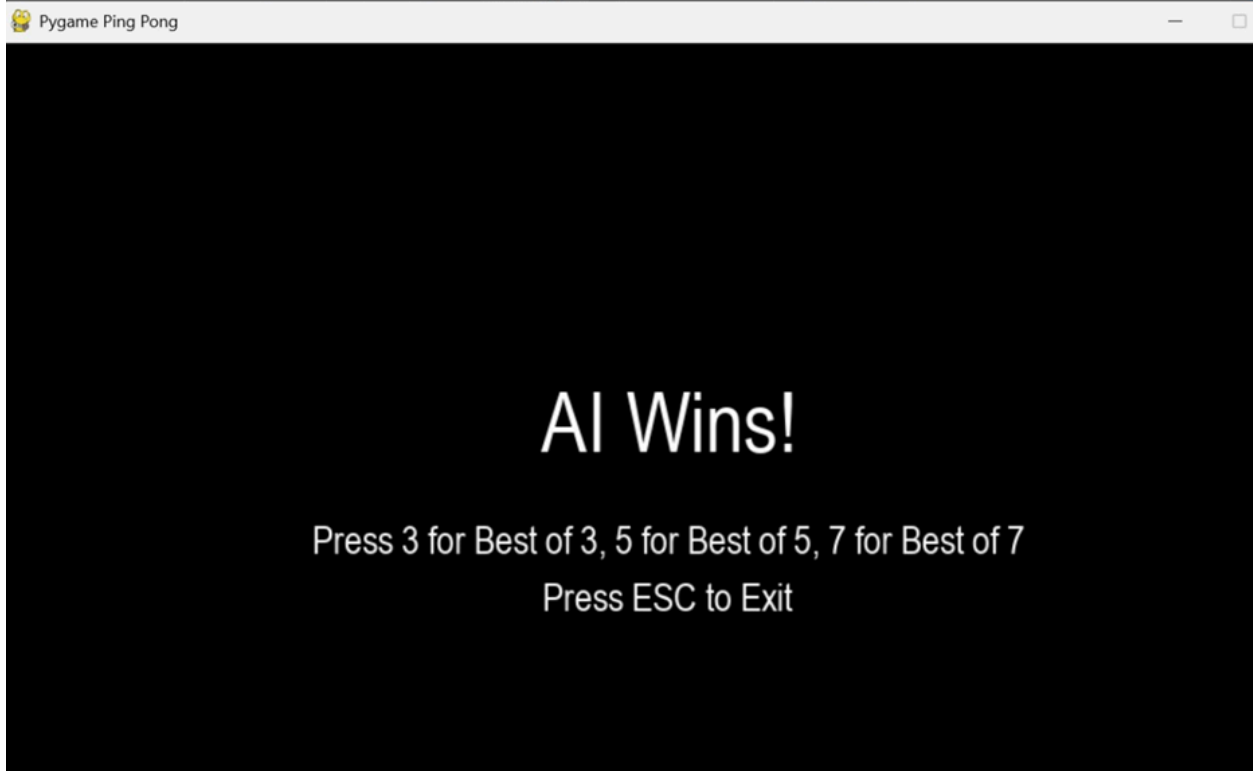 Pygame Ping Pong
AI Wins!
Press 3 for Best of 3, 5 for Best of 5, 7 for Best of 7
Press ESC to Exit